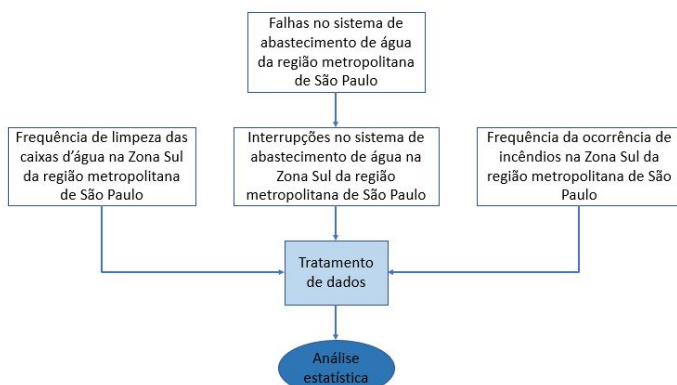 Falhas no sistema de
abastecimento de água
da região metropolitana
de São Paulo
Frequência de limpeza das
caixas d'água na Zona Sul
da região metropolitana
de São Paulo
Interrupções no sistema de
abastecimento de água na
Zona Sul da região
metropolitana de São Paulo
Frequência da ocorrência de
incêndios na Zona Sul da
região metropolitana de São
Paulo
Tratamento
de dados
Análise
estatística